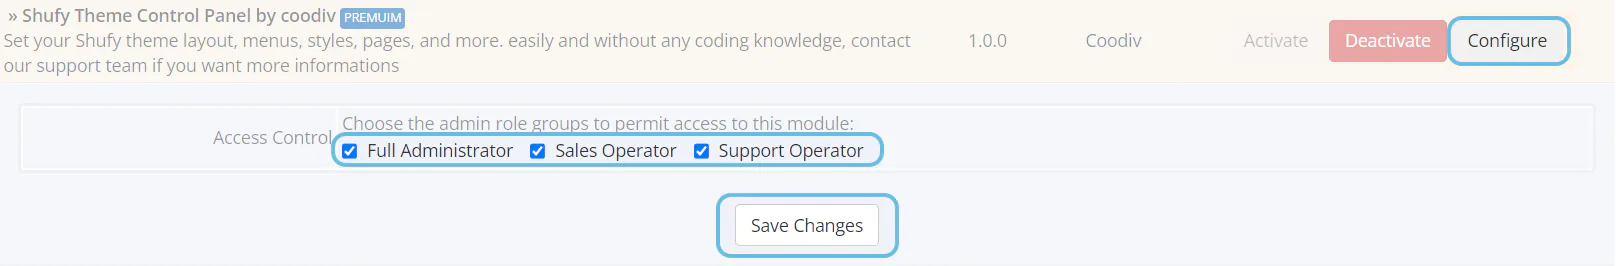 » Shufy Theme Control Panel by coodiv PREMUIM
Set your Shufy theme layout, menus, styles, pages, and more. easily and without any coding knowledge, contact
our support team if you want more informations
1.0.0
Coodiv
Activate
Deactivate
Configure
Access Control
Choose the admin role groups to permit access to this module:
Full Administrator Sales Operator Support Operator
Save Changes